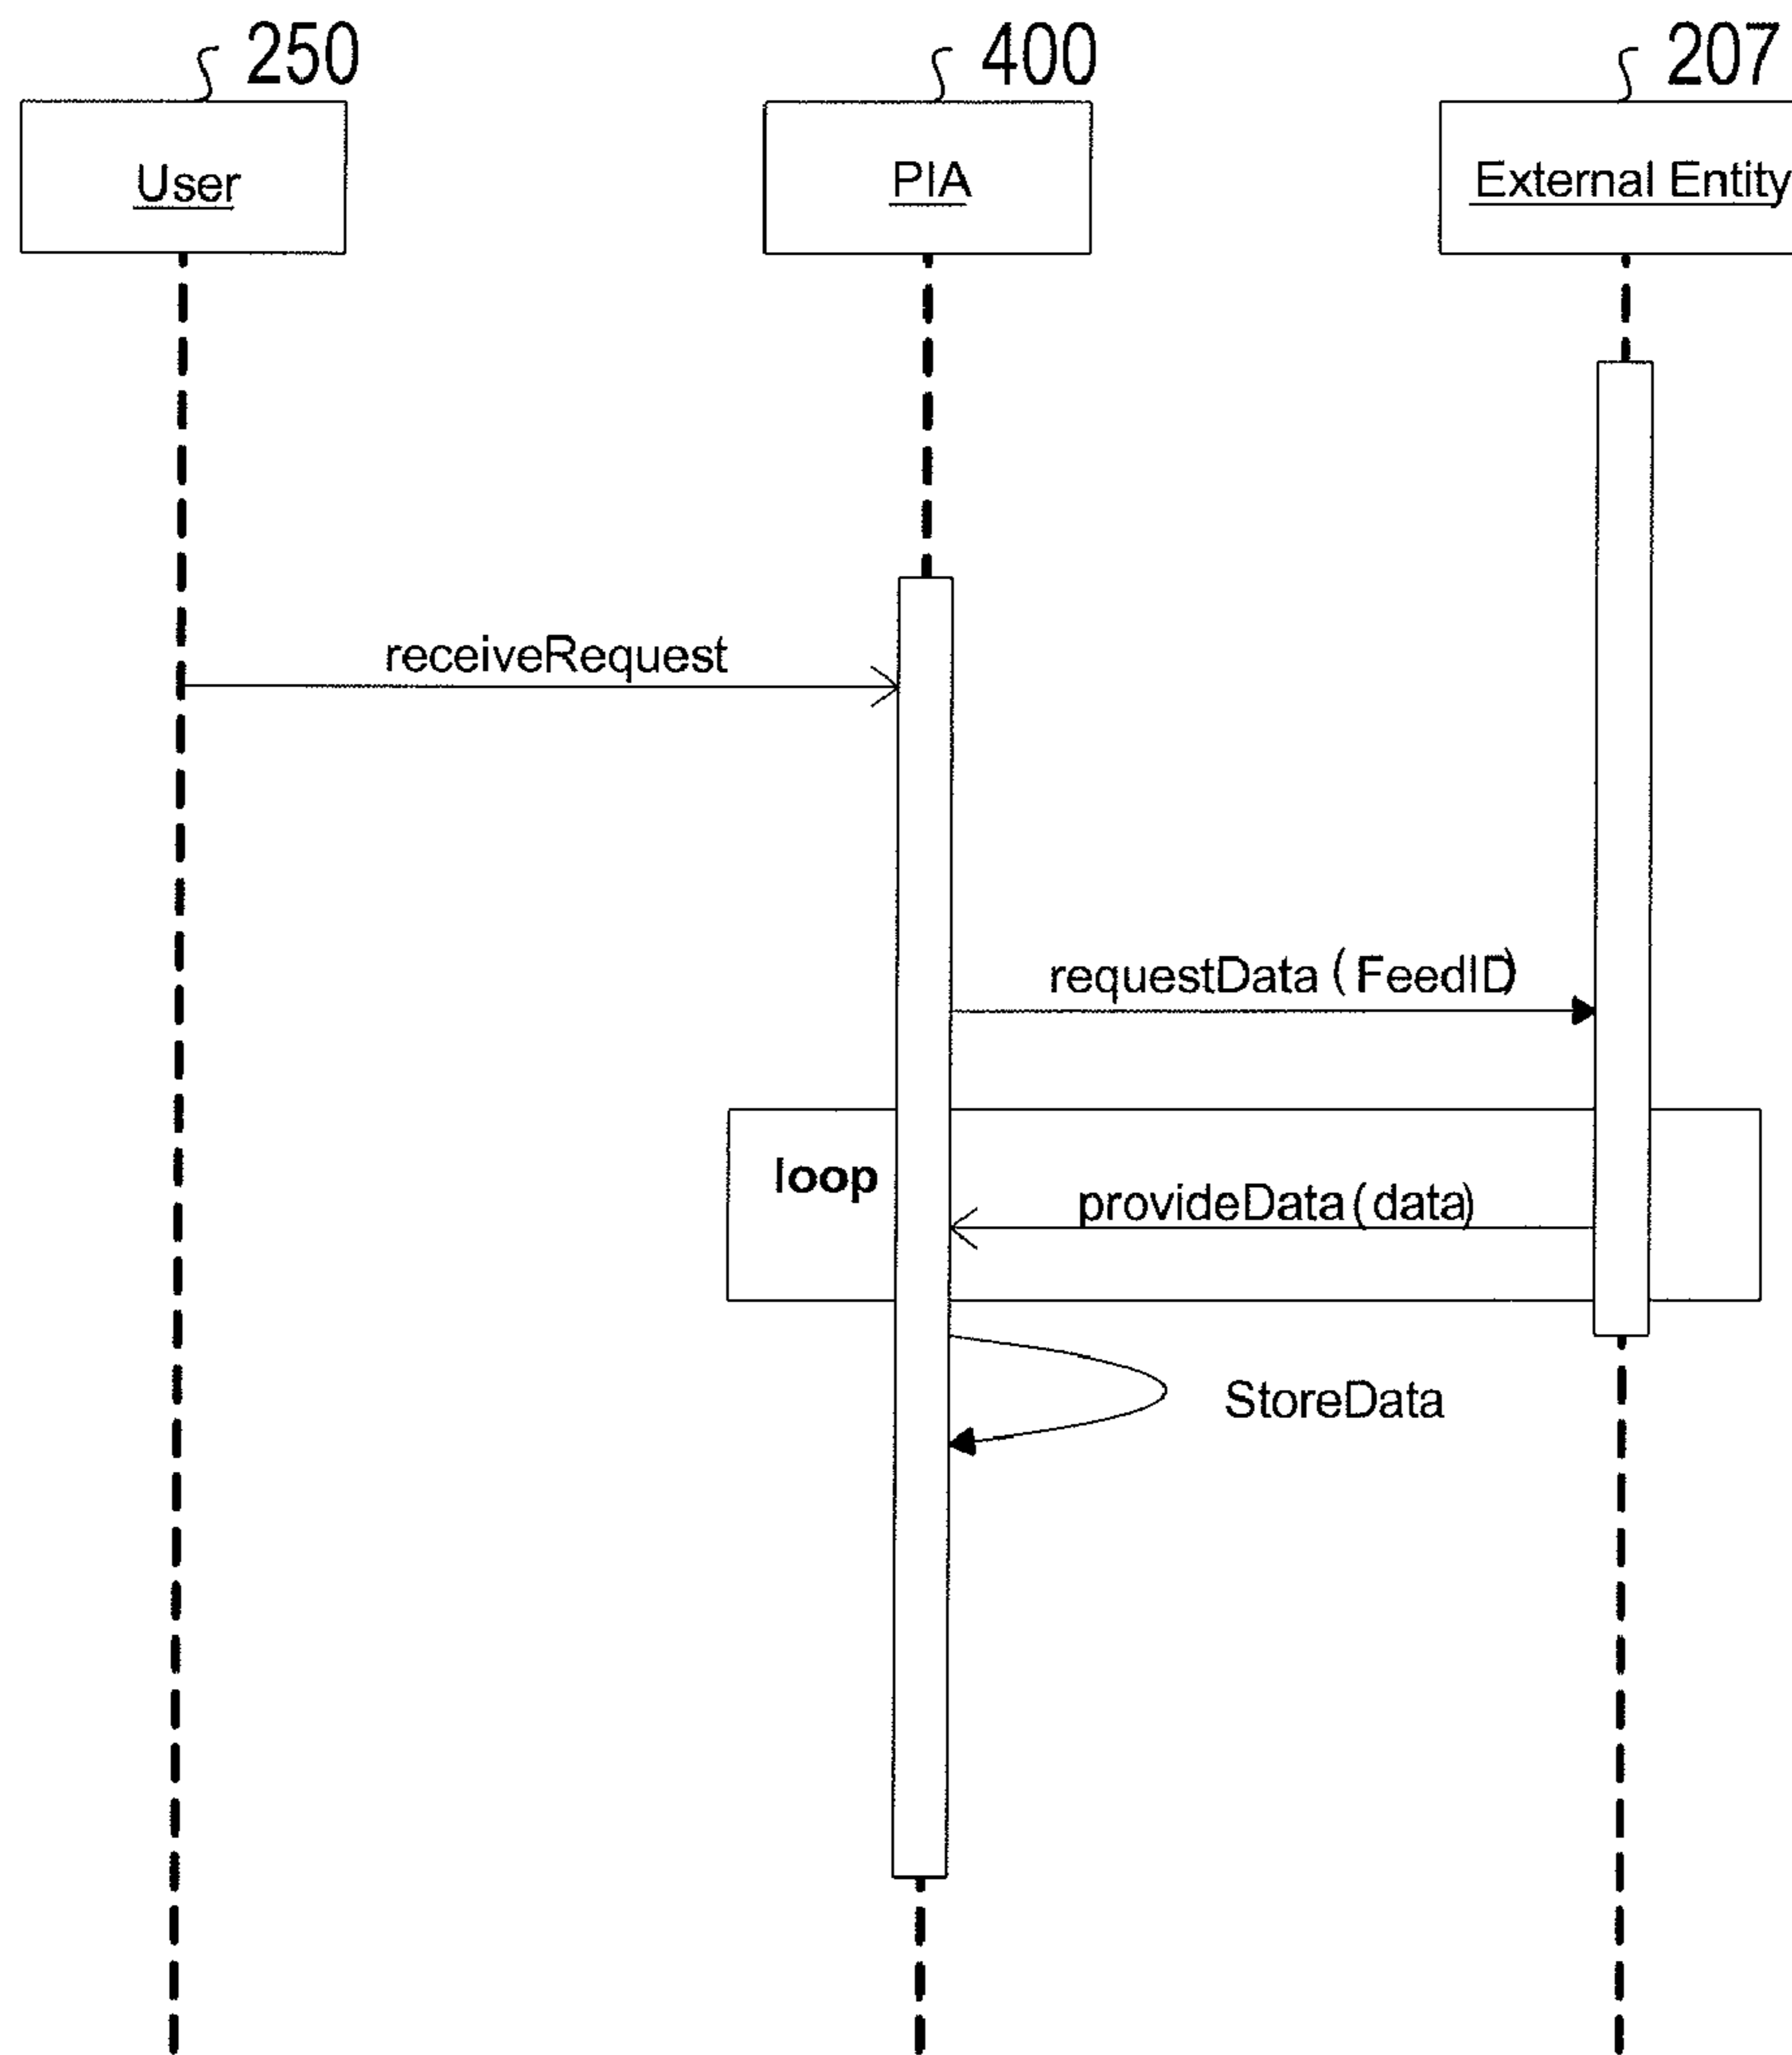 250
400
207
User
PIA
External Entity
receiveRequest
requestData (FeedID)
loop
provideData (data)
StoreData